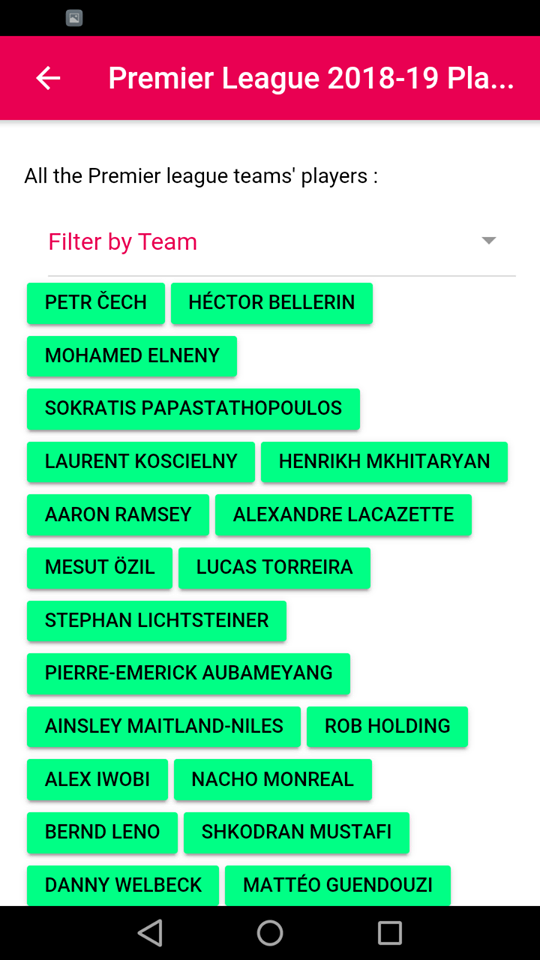 Premier League 2018-19 Pla...
All the Premier league teams' players :
Filter by Team
PETR ČECH HÉCTOR BELLERIN
MOHAMED ELNENY
SOKRATIS PAPASTATHOPOULOS
LAURENT KOSCIELNY HENRIKH MKHITARYAN
AARON RAMSEY ALEXANDRE LACAZETTE
MESUT ÖZIL LUCAS TORREIRA
STEPHAN LICHTSTEINER
PIERRE-EMERICK AUBAMEYANG
AINSLEY MAITLAND-NILES ROB HOLDING
ALEX IWOBI NACHO MONREAL
BERND LENO SHKODRAN MUSTAFI
DANNY WELBECK MATTÉO GUENDOUZI